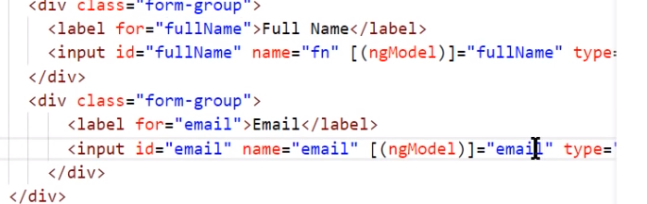 <div class="form-group">
<label for="fullName">Full Name</label>
<input id="fullName" name="fn" [(ngModel)]="fullName" type=
</div>
<div class="form-group">
<label for="email">Email</label>
<input id="email" name="email" [(ngModel)]="email" type="
</div>
</div>